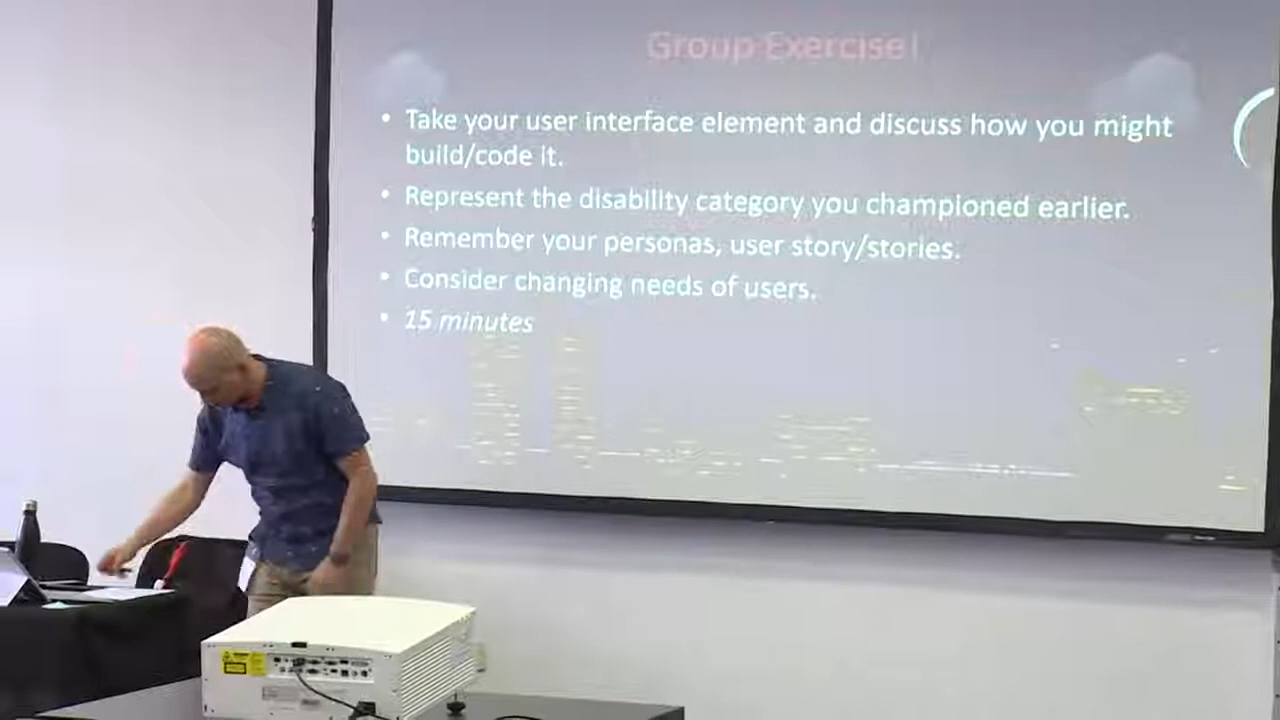 Group Exercise!
• Take your user interface element and discuss how you might
build/code it.
• Represent the disability category you championed earlier.
• Remember your personas, user story/stories.
• Consider changing needs of users.
• 15 minutes